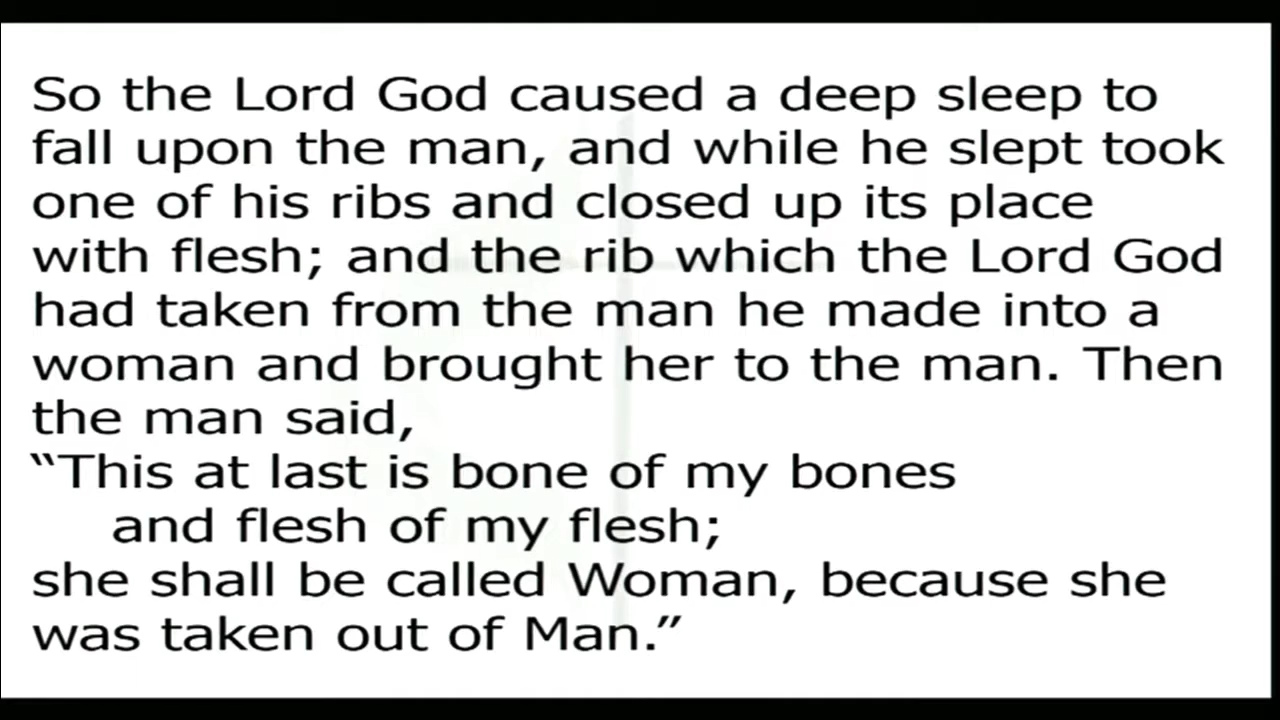 So the Lord God caused a deep sleep to
fall upon the man, and while he slept took
one of his ribs and closed up its place
with flesh; and the rib which the Lord God
had taken from the man he made into a
woman and brought her to the man. Then
the man said,
“This at last is bone of my bones
and flesh of my flesh;
she shall be called Woman, because she
was taken out of Man.”